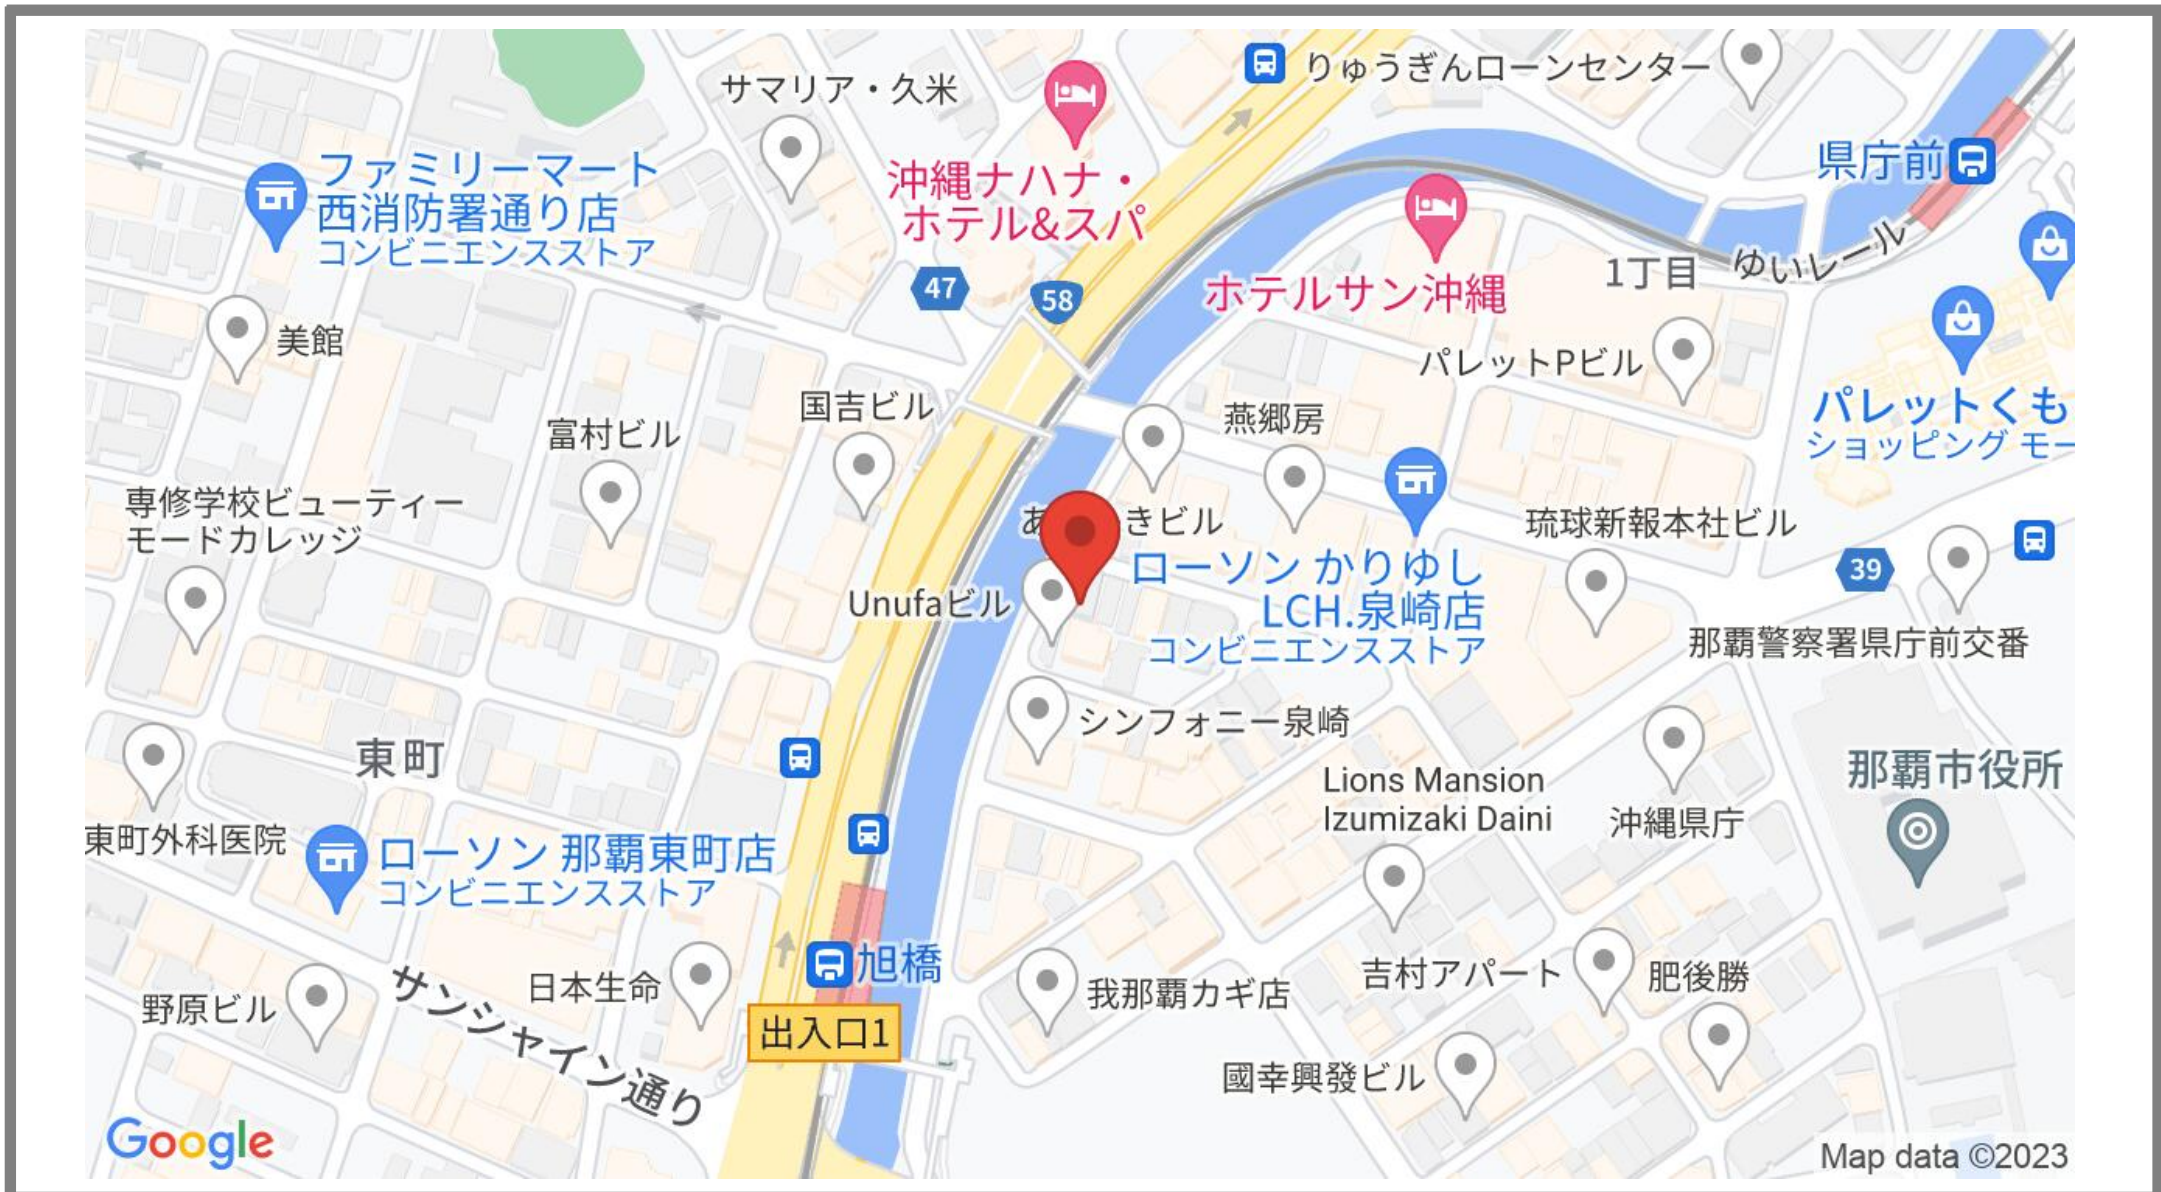 サマリア・久米
りゅうぎんローンセンター
県庁前
ファミリーマート
西消防署通り店
コンビニエンスストア
沖縄ナハナ・
ホテル&スパ
47
58
ホテルサン沖縄
1丁目
ゆいレール
美館
パレットPビル
国吉ビル
富村ビル
燕郷房
パレットくも
ショッピング モー
専修学校ビューティー
モードカレッジ
あ
きビル
琉球新報本社ビル
39
ローソン かりゆし
LCH.泉崎店
コンビニエンスストア
Unufaビル
那覇警察署県庁前交番
シンフォニー泉崎
東町
那覇市役所
Lions Mansion
Izumizaki Daini
沖縄県庁
東町外科医院
ローソン 那覇東町店
コンビニエンスストア
旭橋
出入口1
日本生命
野原ビル
サンシャイン通り
我那覇カギ店
吉村アパート
肥後勝
國幸興發ビル
Google
Map data ©2023